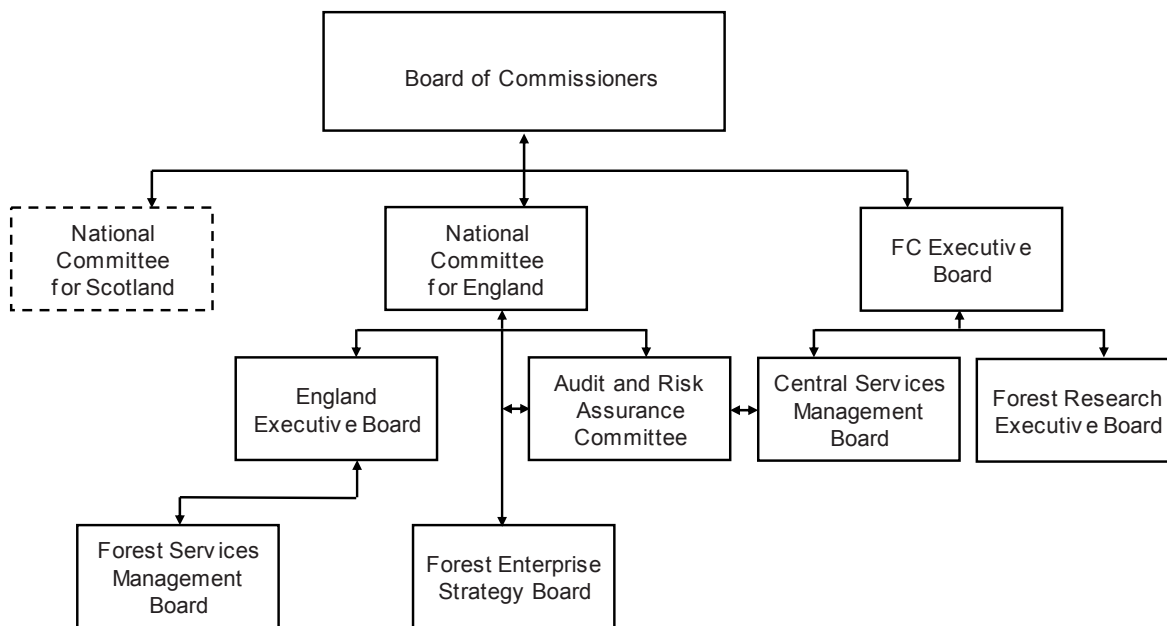 Board of Commissioners
National
Committee
for Scotland
National
Committee
for England
FC Executive
Board
England
Executive Board
Audit and Risk
Assurance
Committee
Central Services
Management
Board
Forest Research
Executive Board
Forest Services
Management
Board
Forest Enterprise
Strategy Board